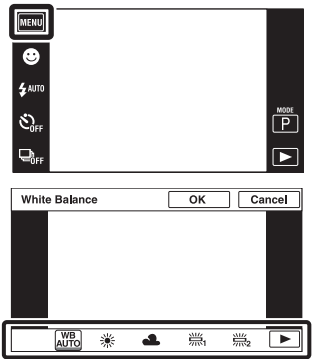 MENU
AUTO
OFF
MODE
P
OFF
White Balance OK Cancel
WB
AUTO
1 2